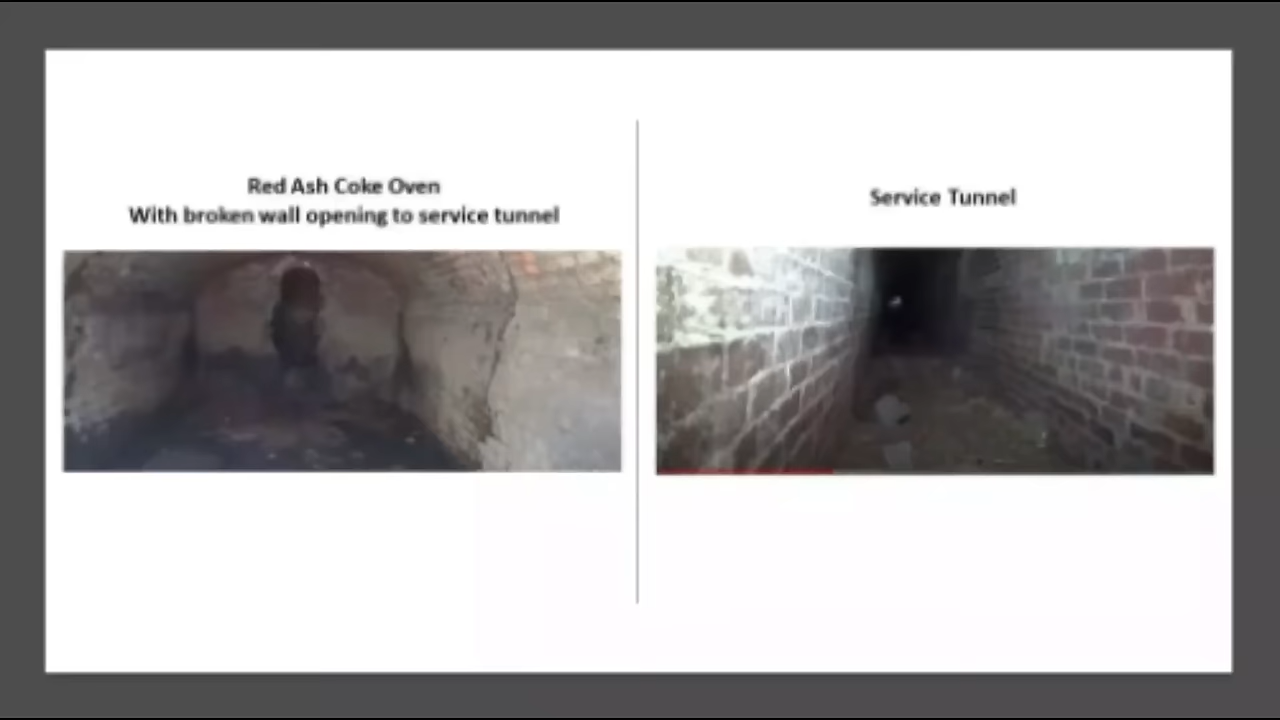 Red Ash Coke Oven
With broken wall opening to service tunnel
Service Tunnel